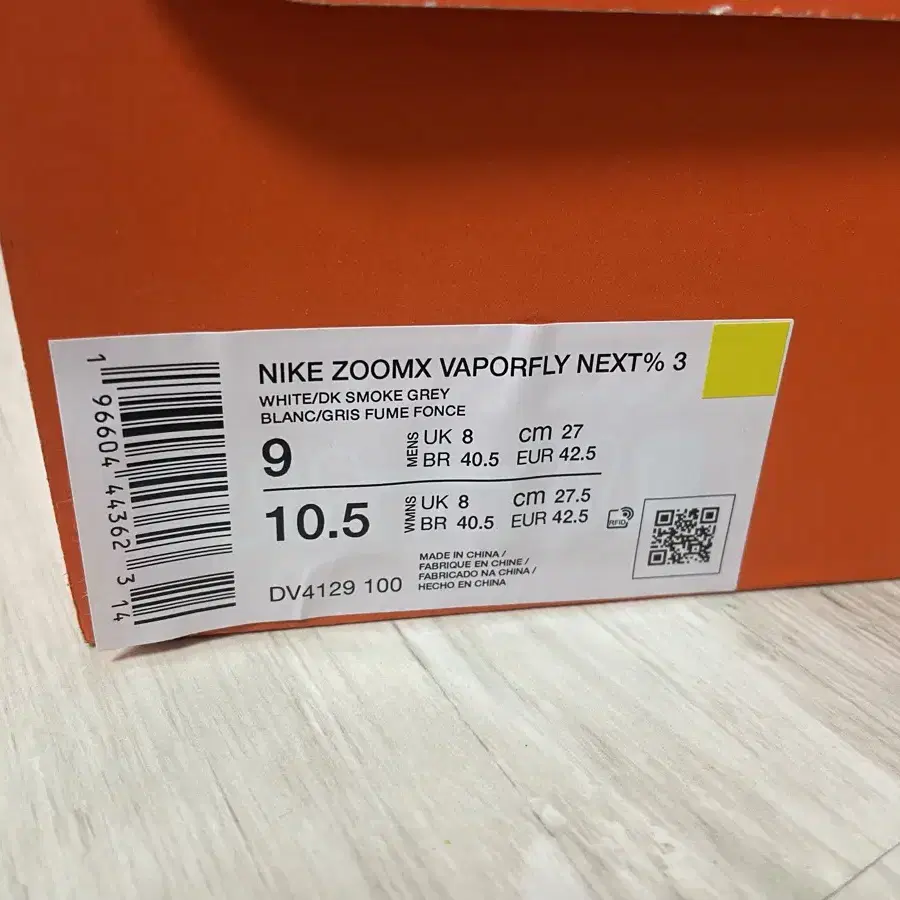 NIKE ZOOMX VAPORFLY NEXT% 3
WHITE/DK SMOKE GREY
BLANC/GRIS FUME FONCE
9 MENS UK 8 cm 27
BR 40.5 EUR 42.5
10.5 WMNS UK 8 cm 27.5
BR 40.5 EUR 42.5
RFID
MADE IN CHINA /
FABRIQUE EN CHINE /
FABRICADO NA CHINA /
HECHO EN CHINA
DV4129 100
1 96604 44362 3 14